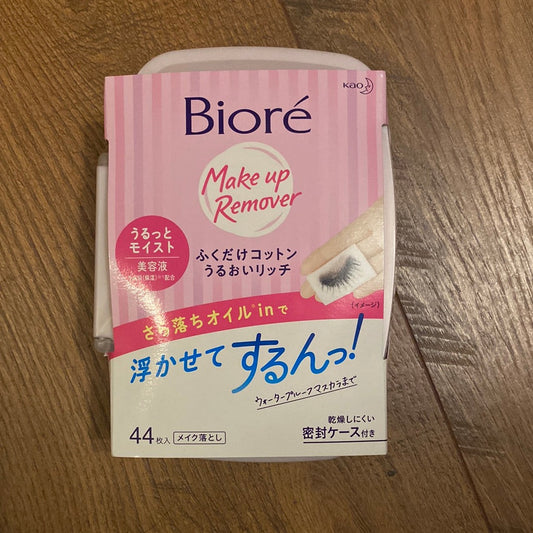 Kao
Bioré
Make up
Remover
うるっと
モイスト
美容液
配合
ふくだけコットン
うるおいリッチ
(イメージ)
さっ落ちオイル inで
浮かせて するんっ!
ウォータープルーフマスカラまで
44枚入 メイク落とし
乾燥しにくい
密封ケース付き